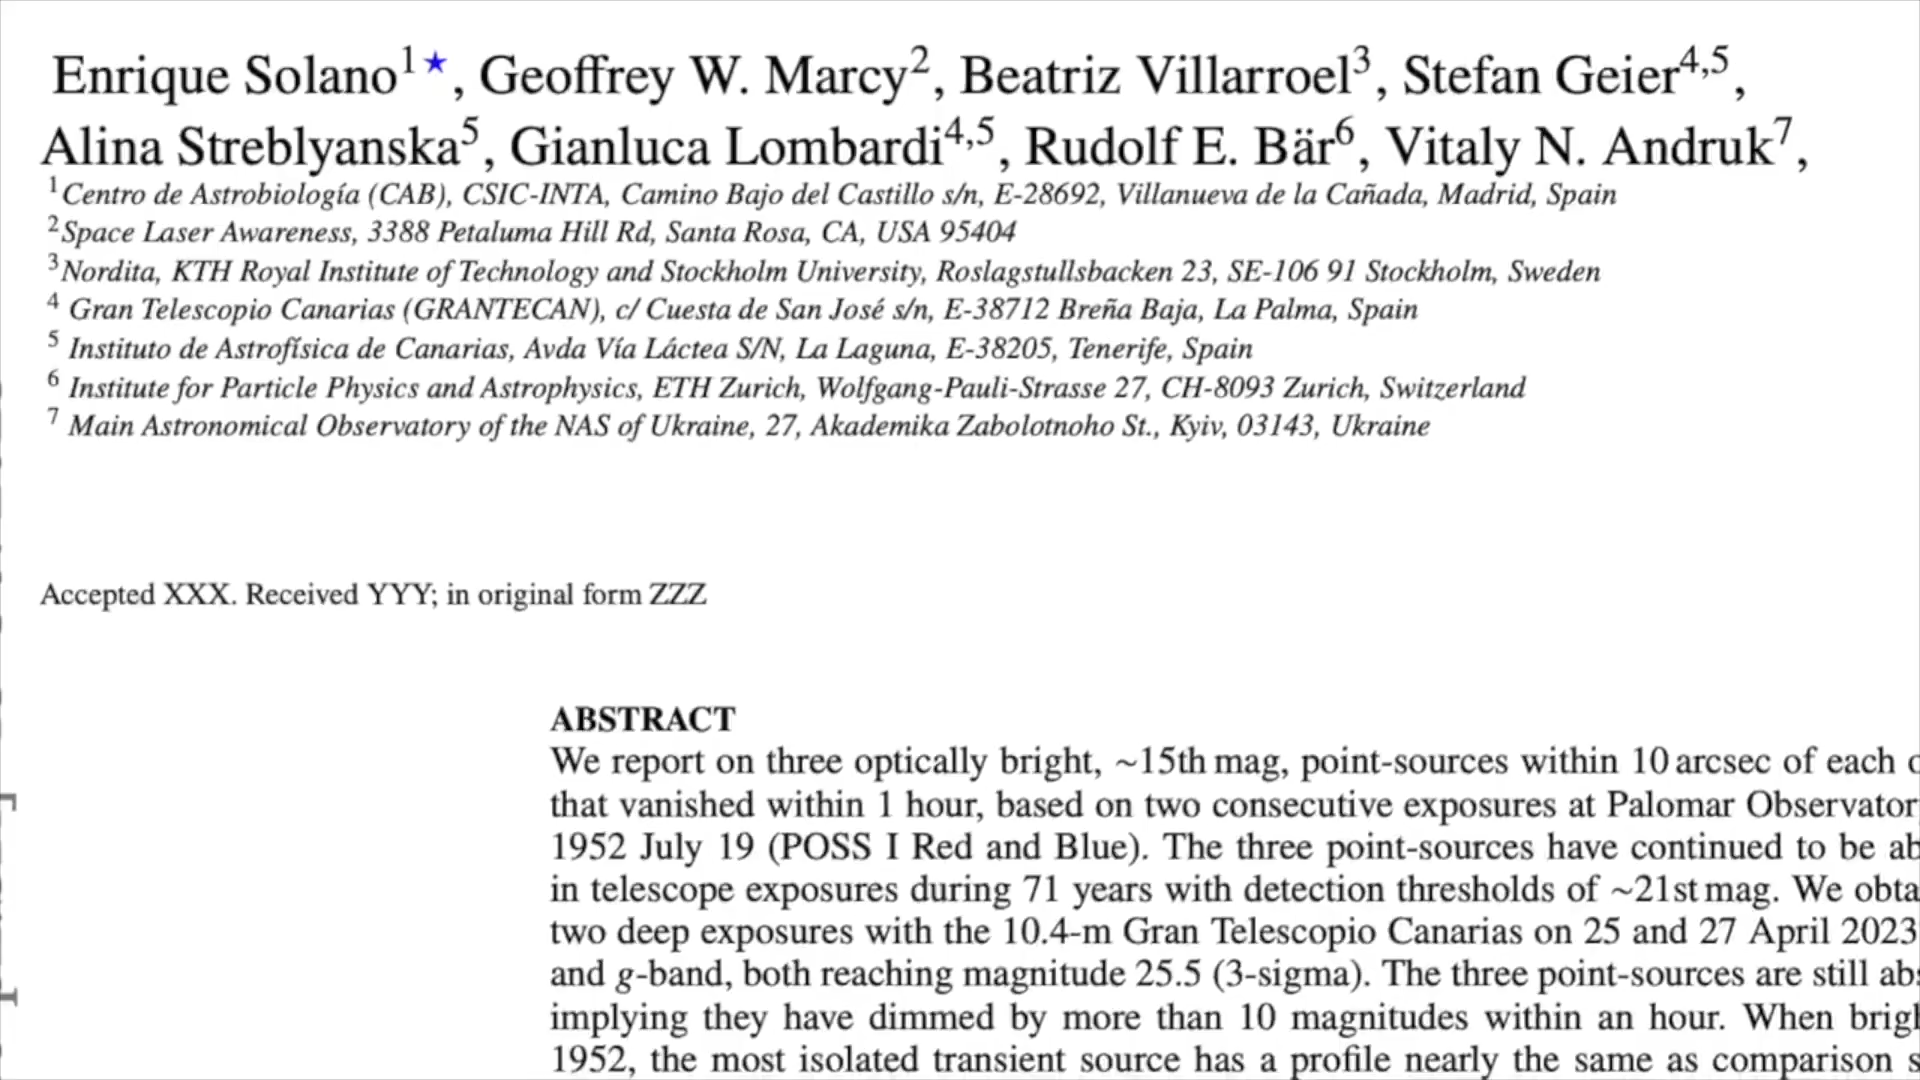 Enrique Solano1★, Geoffrey W. Marcy2, Beatriz Villarroel3, Stefan Geier4,5,
Alina Streblyanska5, Gianluca Lombardi4,5, Rudolf E. Bär6, Vitaly N. Andruk7,
1Centro de Astrobiología (CAB), CSIC-INTA, Camino Bajo del Castillo s/n, E-28692, Villanueva de la Cañada, Madrid, Spain
2Space Laser Awareness, 3388 Petaluma Hill Rd, Santa Rosa, CA, USA 95404
3Nordita, KTH Royal Institute of Technology and Stockholm University, Roslagstullsbacken 23, SE-106 91 Stockholm, Sweden
4 Gran Telescopio Canarias (GRANTECAN), c/ Cuesta de San José s/n, E-38712 Breña Baja, La Palma, Spain
5 Instituto de Astrofísica de Canarias, Avda Vía Láctea S/N, La Laguna, E-38205, Tenerife, Spain
6 Institute for Particle Physics and Astrophysics, ETH Zurich, Wolfgang-Pauli-Strasse 27, CH-8093 Zurich, Switzerland
7 Main Astronomical Observatory of the NAS of Ukraine, 27, Akademika Zabolotnoho St., Kyiv, 03143, Ukraine
Accepted XXX. Received YYY; in original form ZZZ
ABSTRACT
We report on three optically bright, ~15th mag, point-sources within 10 arcsec of each
that vanished within 1 hour, based on two consecutive exposures at Palomar Observator
1952 July 19 (POSS I Red and Blue). The three point-sources have continued to be ab
in telescope exposures during 71 years with detection thresholds of ~21st mag. We obta
two deep exposures with the 10.4-m Gran Telescopio Canarias on 25 and 27 April 2023
and g-band, both reaching magnitude 25.5 (3-sigma). The three point-sources are still abs
implying they have dimmed by more than 10 magnitudes within an hour. When brigh
1952, the most isolated transient source has a profile nearly the same as comparison s